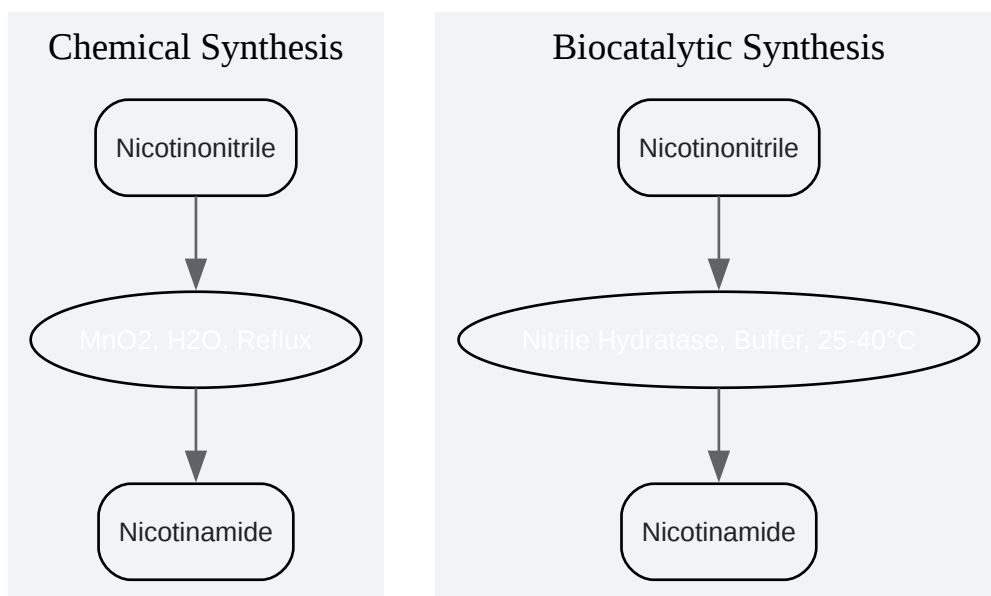 Chemical Synthesis
Nicotinonitrile
MnO2, H2O, Reflux
Nicotinamide
Biocatalytic Synthesis
Nicotinonitrile
Nitrile Hydratase, Buffer, 25-40°C
Nicotinamide